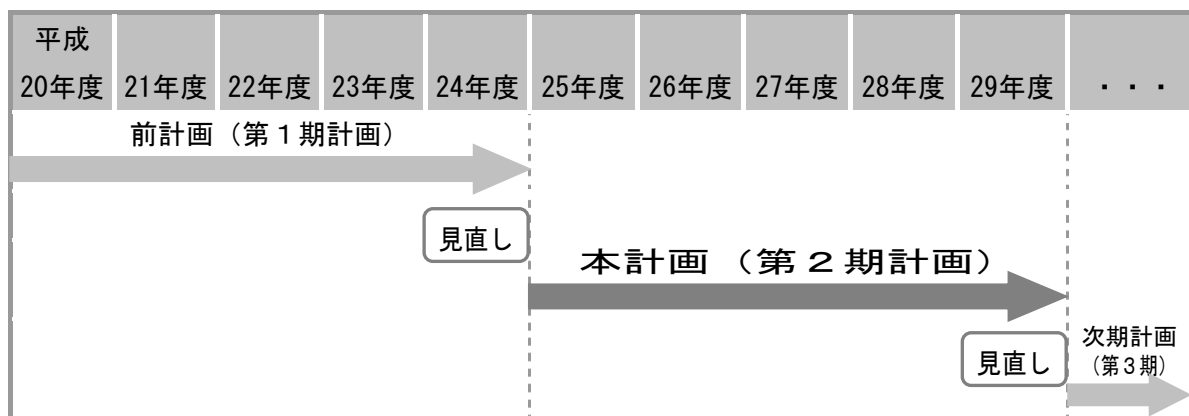 平成
20年度 21年度 22年度 23年度 24年度 25年度 26年度 27年度 28年度 29年度 ・・・
前計画（第１期計画）
見直し
本計画（第２期計画）
見直し
次期計画
（第３期）